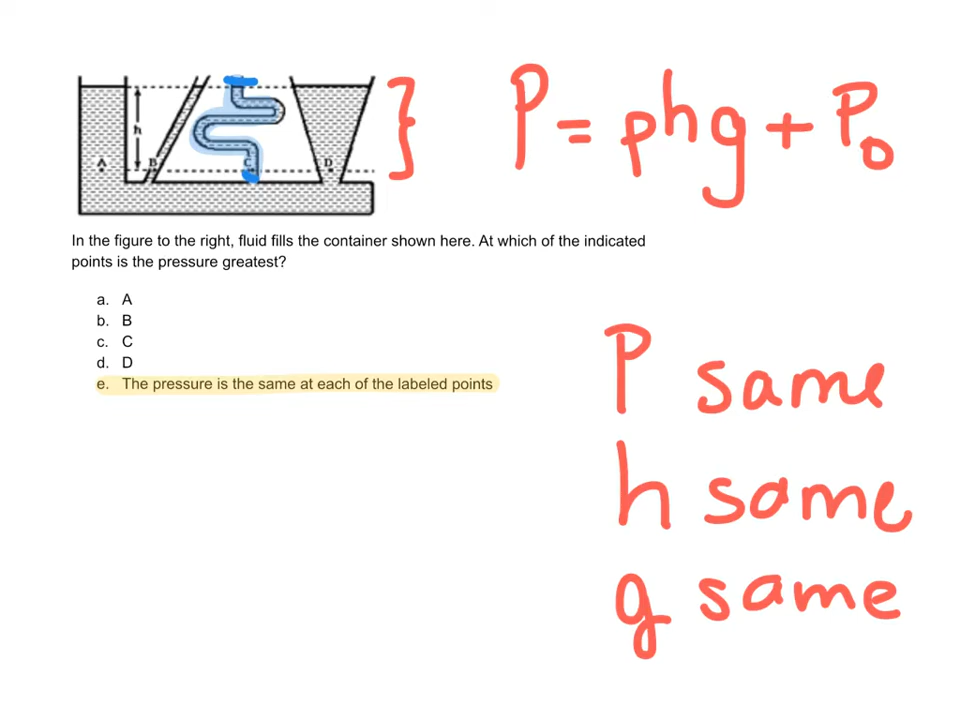 h
A B C D
P = ρhg + P₀
In the figure to the right, fluid fills the container shown here. At which of the indicated
points is the pressure greatest?
a. A
b. B
c. C
d. D
e. The pressure is the same at each of the labeled points
P same
h same
g same